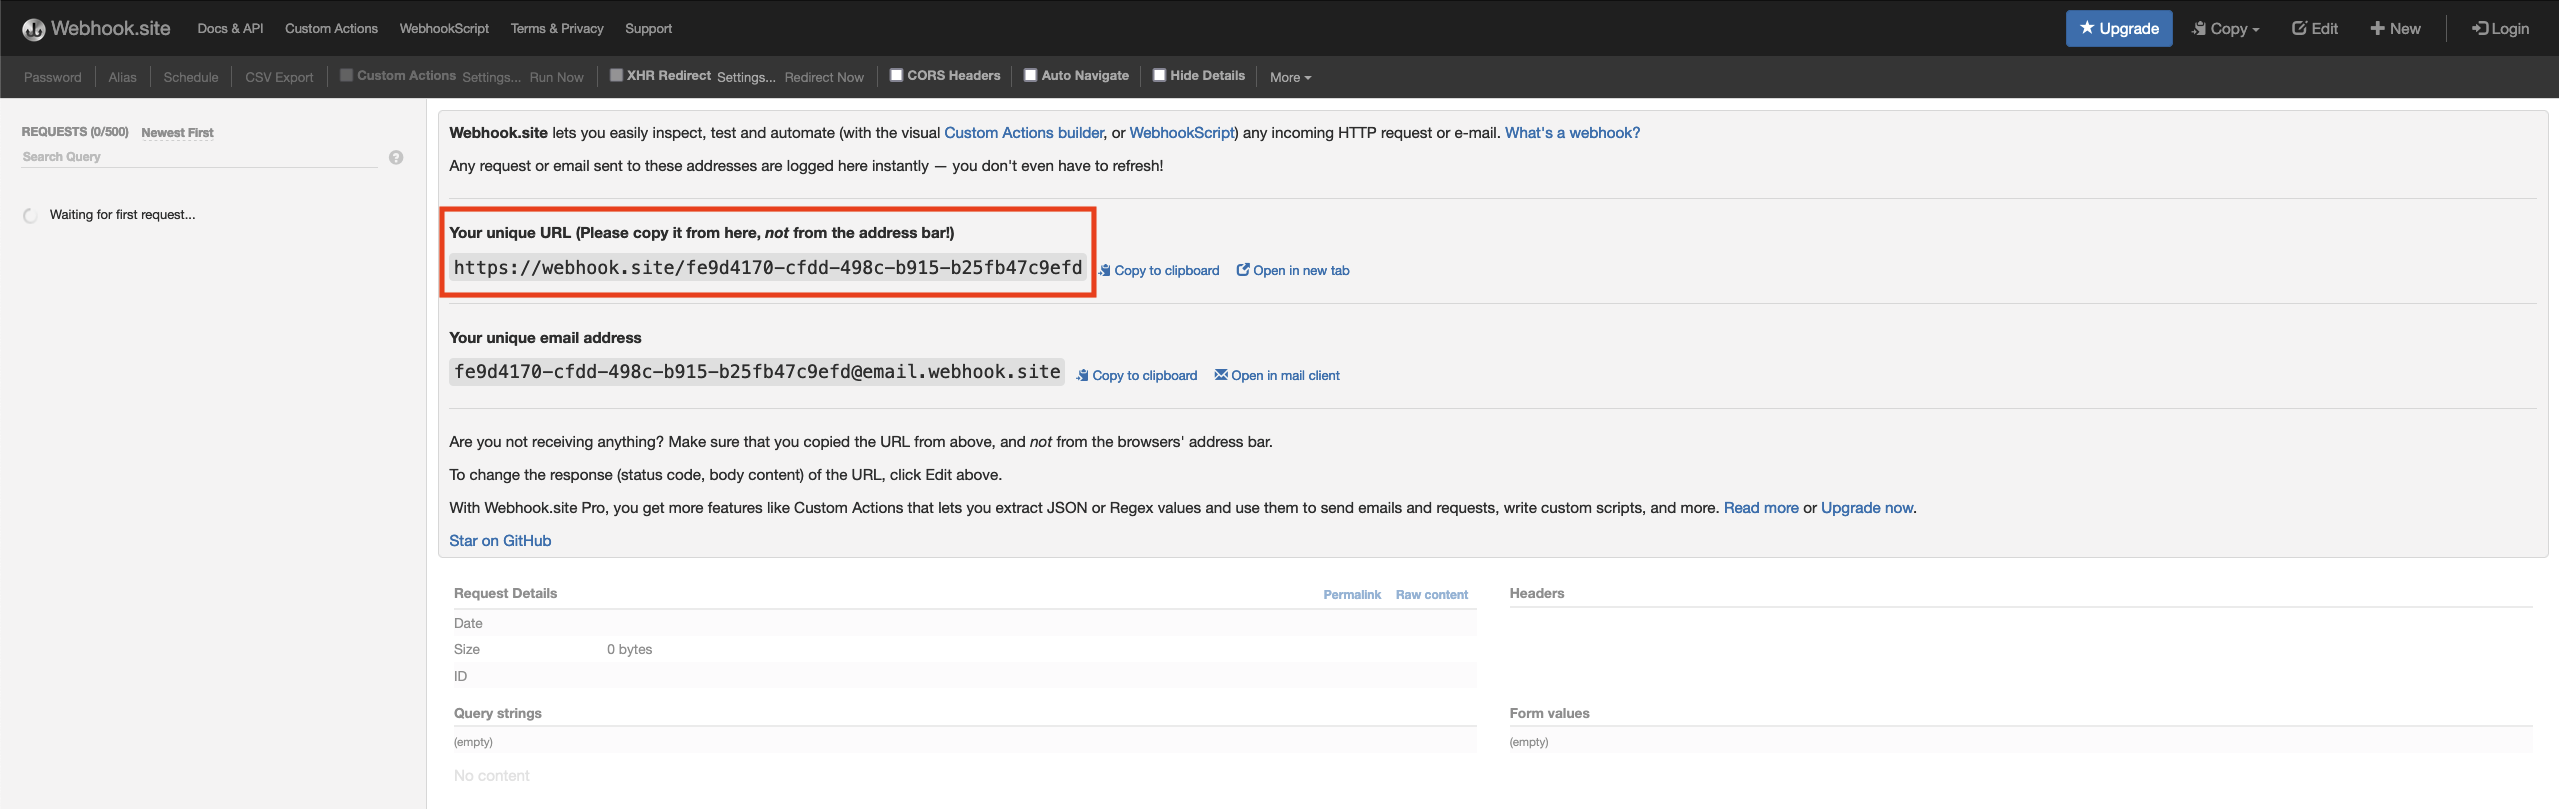 Webhook.site Docs & API Custom Actions WebhookScript Terms & Privacy Support Upgrade Copy Edit New Login
Password Alias Schedule CSV Export Custom Actions Settings... Run Now XHR Redirect Settings... Redirect Now CORS Headers Auto Navigate Hide Details More
REQUESTS (0/500) Newest First
Search Query ?
Waiting for first request...
Webhook.site lets you easily inspect, test and automate (with the visual Custom Actions builder, or WebhookScript) any incoming HTTP request or e-mail. What's a webhook?
Any request or email sent to these addresses are logged here instantly — you don't even have to refresh!
Your unique URL (Please copy it from here, not from the address bar!)
https://webhook.site/fe9d4170-cfdd-498c-b915-b25fb47c9efd Copy to clipboard Open in new tab
Your unique email address
fe9d4170-cfdd-498c-b915-b25fb47c9efd@email.webhook.site Copy to clipboard Open in mail client
Are you not receiving anything? Make sure that you copied the URL from above, and not from the browsers' address bar.
To change the response (status code, body content) of the URL, click Edit above.
With Webhook.site Pro, you get more features like Custom Actions that lets you extract JSON or Regex values and use them to send emails and requests, write custom scripts, and more. Read more or Upgrade now.
Star on GitHub
Request Details Permalink Raw content
Date
Size 0 bytes
ID
Headers
Query strings
(empty)
No content
Form values
(empty)